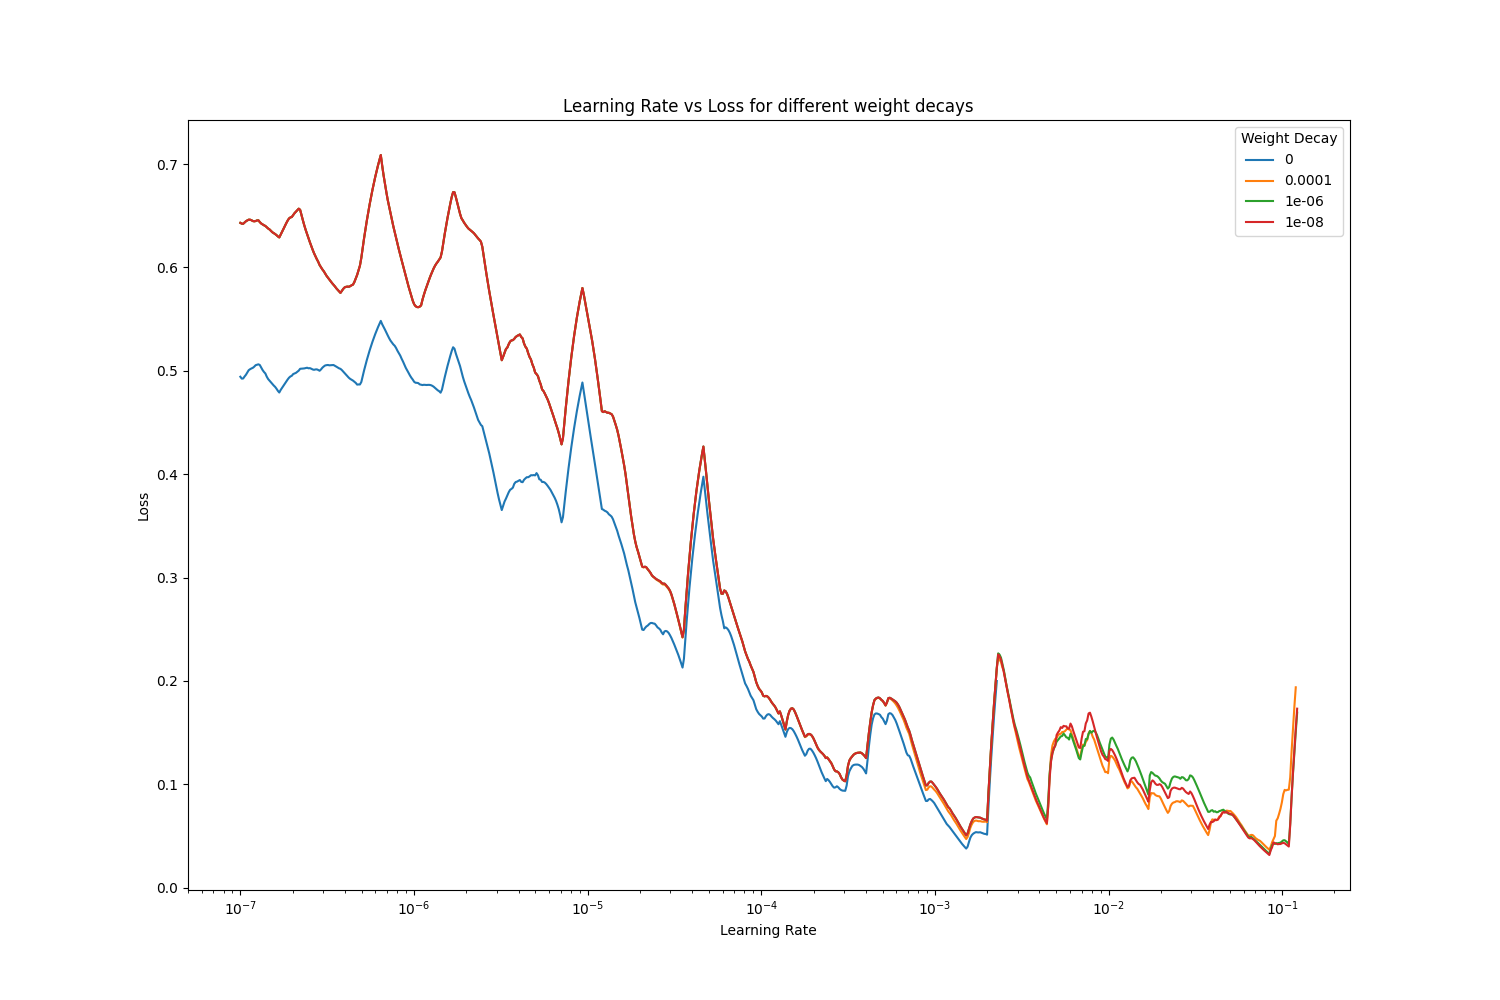 Learning Rate vs Loss for different weight decays
Weight Decay
0
0.0001
1e-06
1e-08
0.7
0.6
0.5
0.4
0.3
0.2
0.1
0.0
Loss
10⁻⁷ 10⁻⁶ 10⁻⁵ 10⁻⁴ 10⁻³ 10⁻² 10⁻¹
Learning Rate